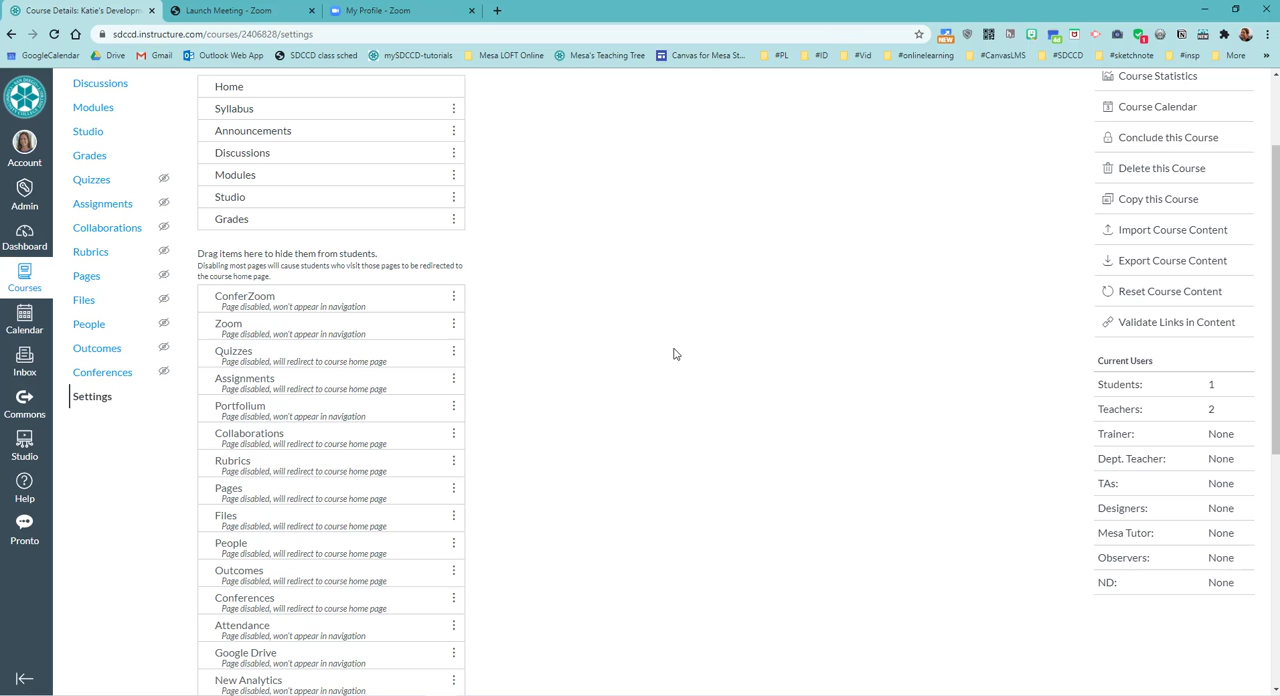 Course Details: Katie's Developm
Launch Meeting - Zoom
My Profile - Zoom
sdccd.instructure.com/courses/2406828/settings
GoogleCalendar
Drive
Gmail
Outlook Web App
SDCCD class sched
mySDCCD-tutorials
Mesa LOFT Online
Mesa's Teaching Tree
Canvas for Mesa St...
#PL
#ID
#Vid
#onlinelearning
#CanvasLMS
#SDCCD
#sketchnote
#insp
More
NEW
Account
Admin
Dashboard
Courses
Calendar
Inbox
Commons
Studio
Help
Pronto
Discussions
Modules
Studio
Grades
Quizzes
Assignments
Collaborations
Rubrics
Pages
Files
People
Outcomes
Conferences
Settings
Home
Syllabus
Announcements
Discussions
Modules
Studio
Grades
Drag items here to hide them from students.
Disabling most pages will cause students who visit those pages to be redirected to
the course home page.
ConferZoom
Page disabled, won't appear in navigation
Zoom
Page disabled, won't appear in navigation
Quizzes
Page disabled, will redirect to course home page
Assignments
Page disabled, will redirect to course home page
Portfolium
Page disabled, won't appear in navigation
Collaborations
Page disabled, will redirect to course home page
Rubrics
Page disabled, will redirect to course home page
Pages
Page disabled, will redirect to course home page
Files
Page disabled, will redirect to course home page
People
Page disabled, will redirect to course home page
Outcomes
Page disabled, will redirect to course home page
Conferences
Page disabled, will redirect to course home page
Attendance
Page disabled, won't appear in navigation
Google Drive
Page disabled, won't appear in navigation
New Analytics
Page disabled, won't appear in navigation
Course Statistics
Course Calendar
Conclude this Course
Delete this Course
Copy this Course
Import Course Content
Export Course Content
Reset Course Content
Validate Links in Content
Current Users
Students: 1
Teachers: 2
Trainer: None
Dept. Teacher: None
TAs: None
Designers: None
Mesa Tutor: None
Observers: None
ND: None